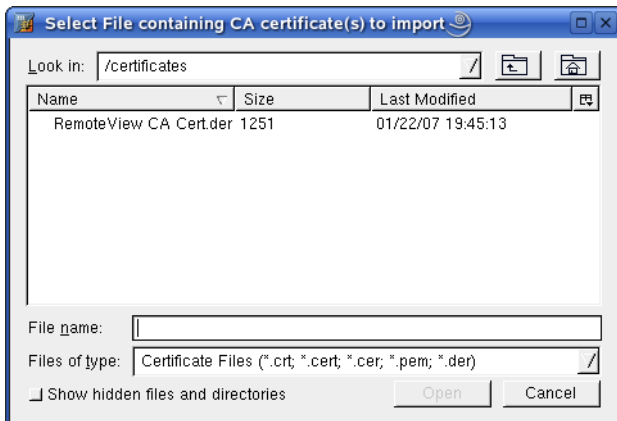 Select File containing CA certificate(s) to import
Look in: /certificates
Name Size Last Modified
RemoteView CA Cert.der 1251 01/22/07 19:45:13
File name:
Files of type: Certificate Files (*.crt; *.cert; *.cer; *.pem; *.der)
Show hidden files and directories Open Cancel